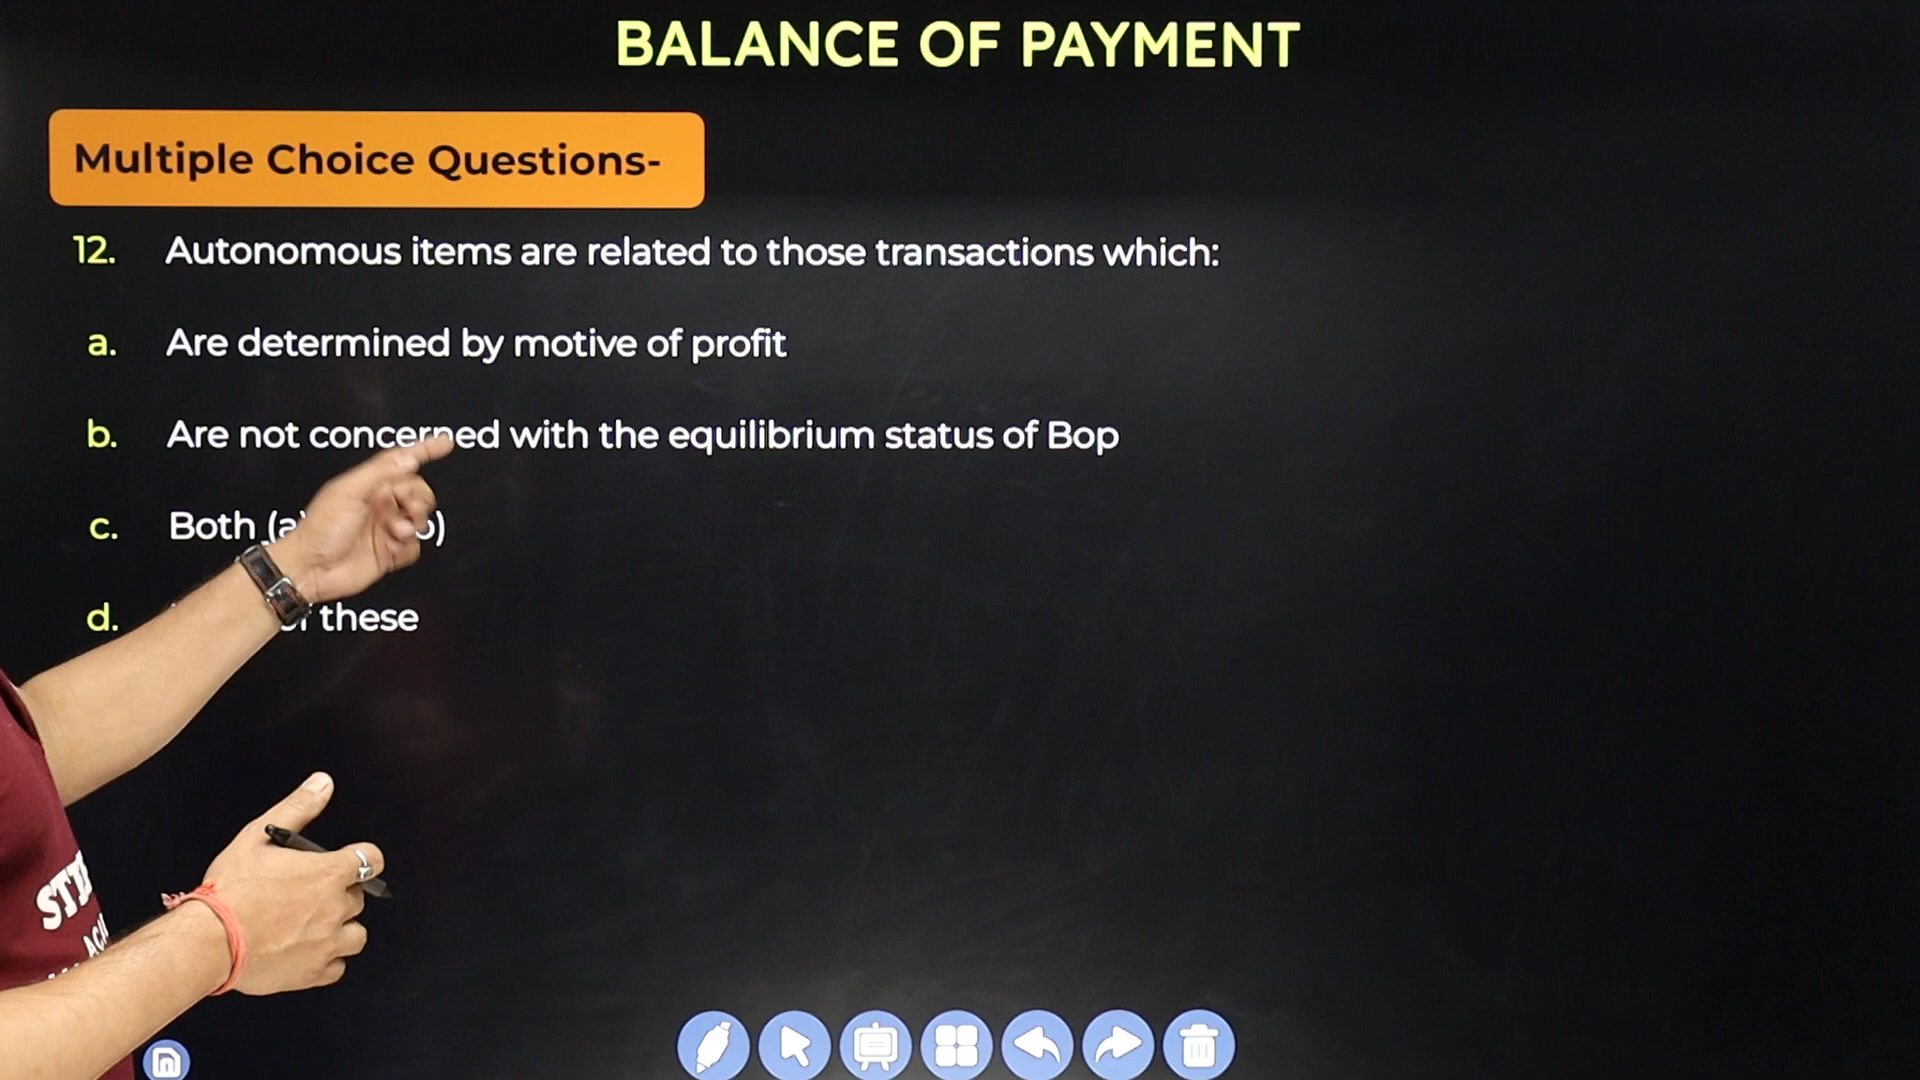 BALANCE OF PAYMENT
Multiple Choice Questions-
12. Autonomous items are related to those transactions which:
a. Are determined by motive of profit
b. Are not concerned with the equilibrium status of Bop
c. Both (a) b)
d. of these